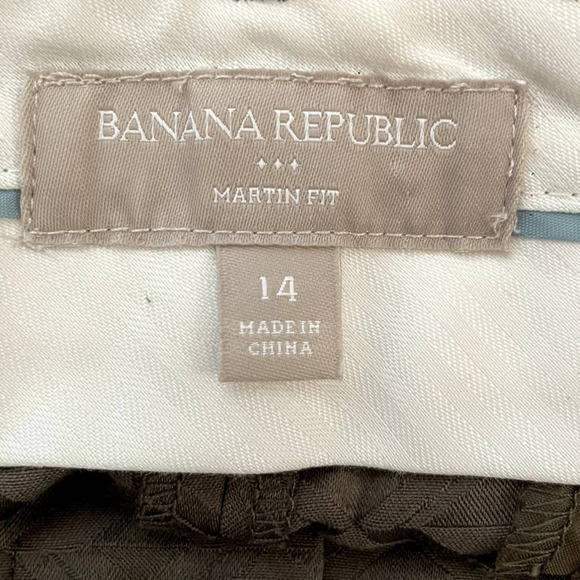 BANANA REPUBLIC
MARTIN FIT
14
MADE IN
CHINA